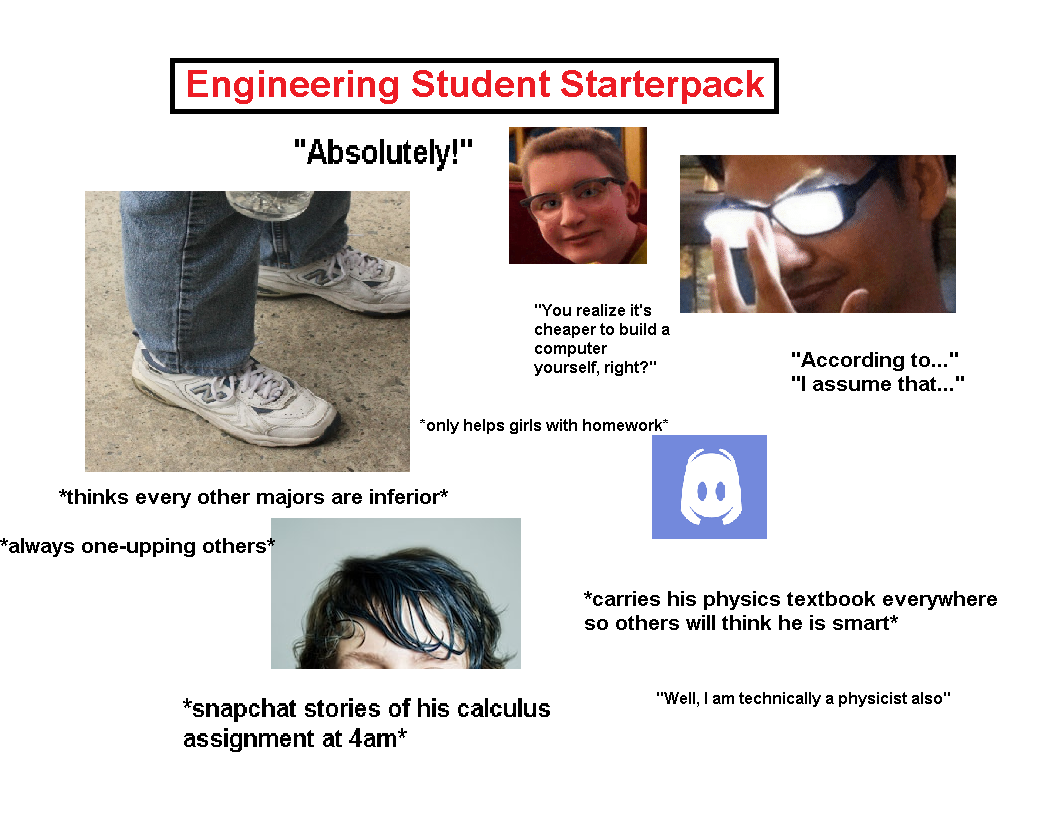 Engineering Student Starterpack
"Absolutely!"
"You realize it's
cheaper to build a
computer
yourself, right?"
"According to..."
"I assume that..."
*only helps girls with homework*
*thinks every other majors are inferior*
*always one-upping others*
*carries his physics textbook everywhere
so others will think he is smart*
*snapchat stories of his calculus
assignment at 4am*
"Well, I am technically a physicist also"